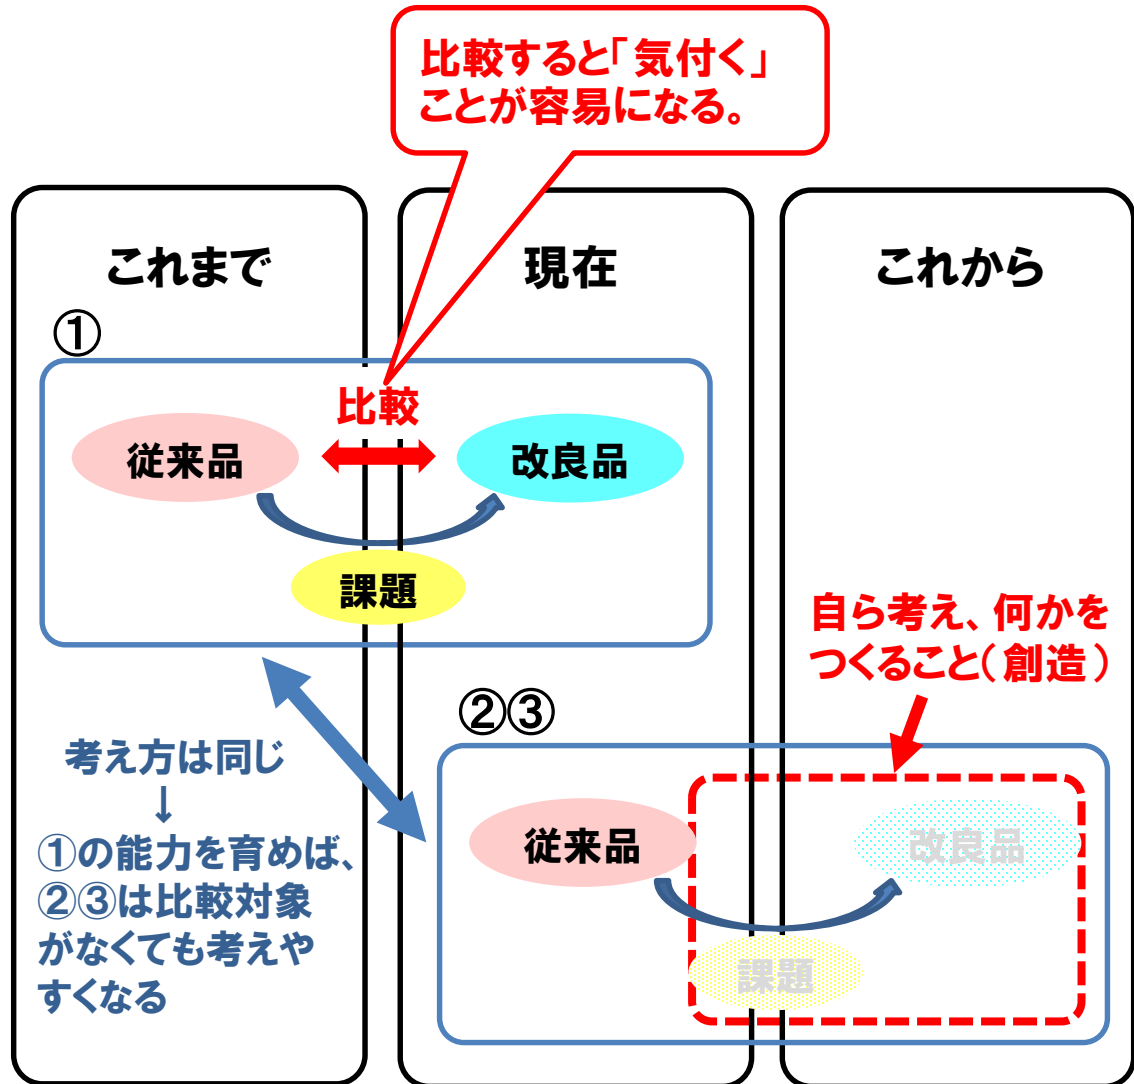 比較すると「気付く」
ことが容易になる。
これまで
現在
これから
①
比較
従来品
改良品
課題
自ら考え、何かを
つくること(創造)
②③
考え方は同じ
↓
①の能力を育めば、
②③は比較対象
がなくても考えや
すくなる
従来品
改良品
課題